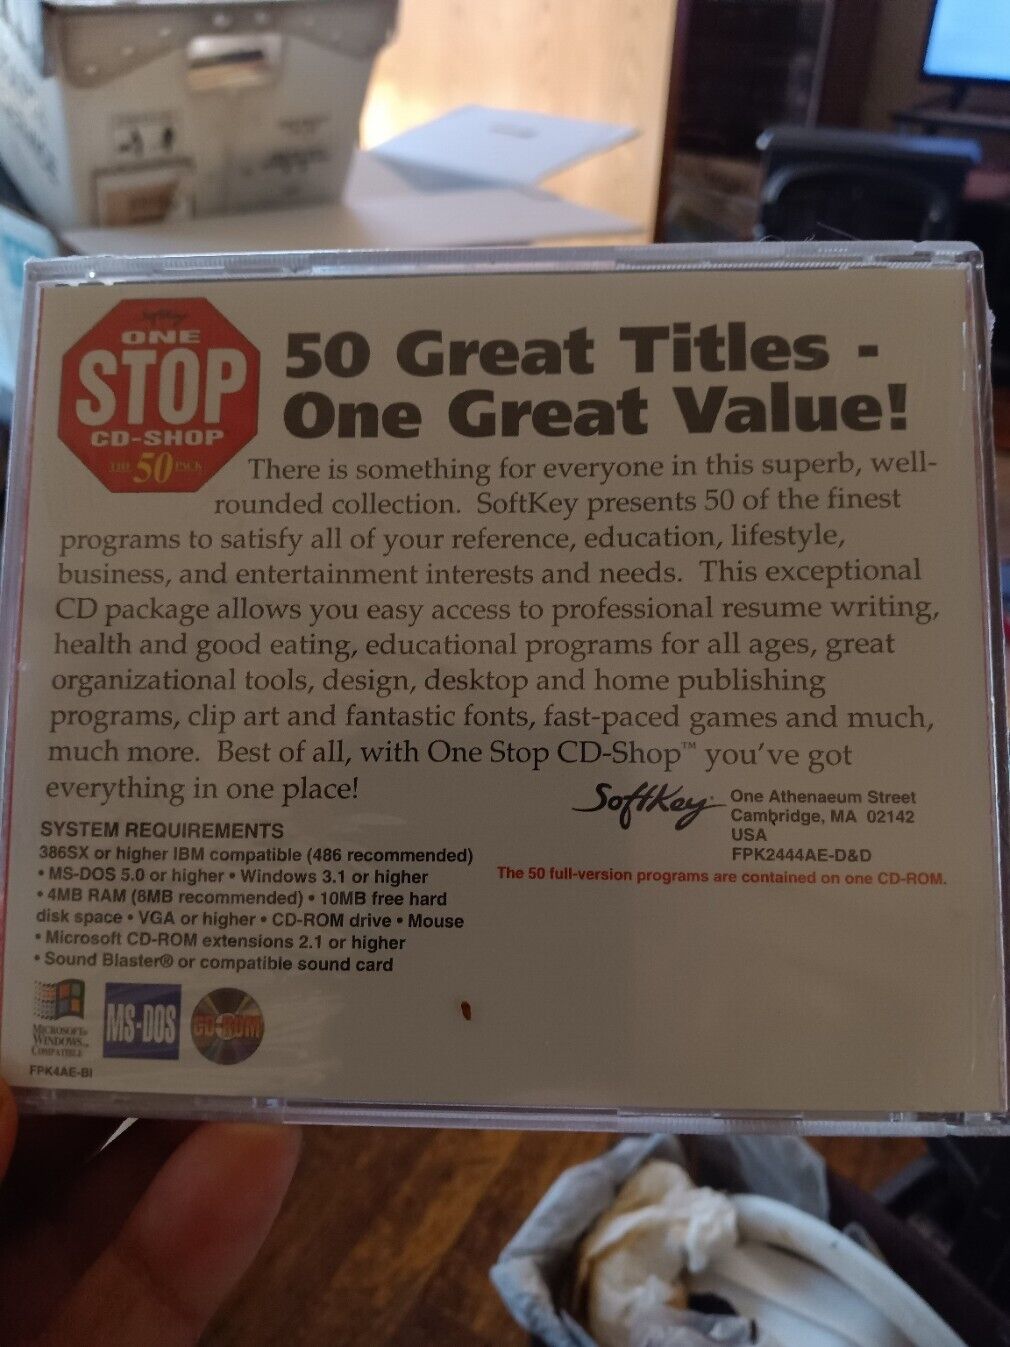 SoftKey
ONE
STOP
CD-SHOP
THE 50 PACK
50 Great Titles -
One Great Value!
There is something for everyone in this superb, well-
rounded collection. SoftKey presents 50 of the finest
programs to satisfy all of your reference, education, lifestyle,
business, and entertainment interests and needs. This exceptional
CD package allows you easy access to professional resume writing,
health and good eating, educational programs for all ages, great
organizational tools, design, desktop and home publishing
programs, clip art and fantastic fonts, fast-paced games and much,
much more. Best of all, with One Stop CD-Shop™ you've got
everything in one place!
SoftKey
One Athenaeum Street
Cambridge, MA 02142
USA
FPK2444AE-D&D
The 50 full-version programs are contained on one CD-ROM.
SYSTEM REQUIREMENTS
386SX or higher IBM compatible (486 recommended)
• MS-DOS 5.0 or higher • Windows 3.1 or higher
• 4MB RAM (8MB recommended) • 10MB free hard
disk space • VGA or higher • CD-ROM drive • Mouse
• Microsoft CD-ROM extensions 2.1 or higher
• Sound Blaster® or compatible sound card
MICROSOFT®
WINDOWS™
COMPATIBLE
MS-DOS
CD-ROM
FPK4AE-BI